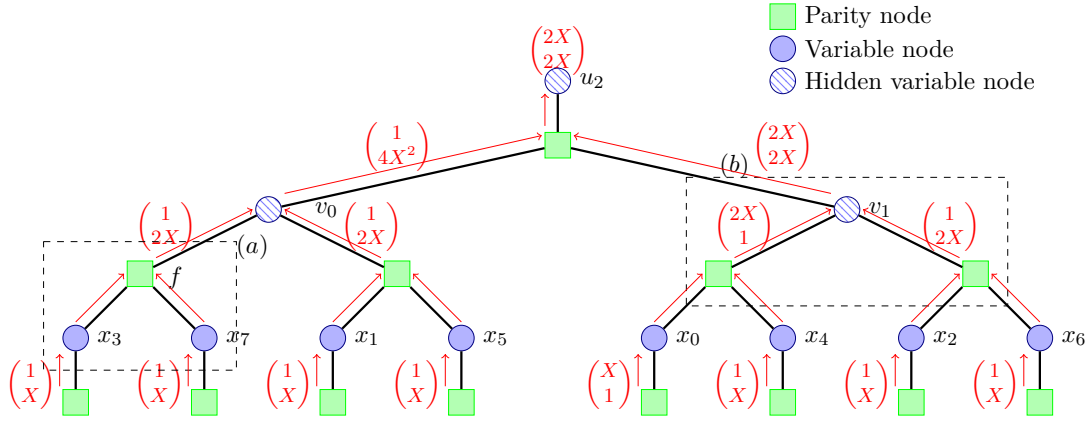 Parity node
Variable node
Hidden variable node
(2X
2X)
u₂
(1
4X²)
(2X
2X)
(b)
v₀
v₁
(1
2X)
(1
2X)
(2X
1)
(1
2X)
(a)
f
x₃
x₇
x₁
x₅
x₀
x₄
x₂
x₆
(1
X)
(1
X)
(1
X)
(1
X)
(X
1)
(1
X)
(1
X)
(1
X)